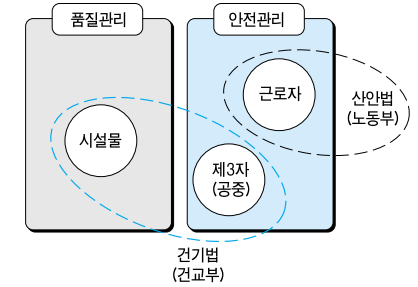 품질관리
안전관리
근로자
산안법
(노동부)
시설물
제3자
(공중)
건기법
(건교부)